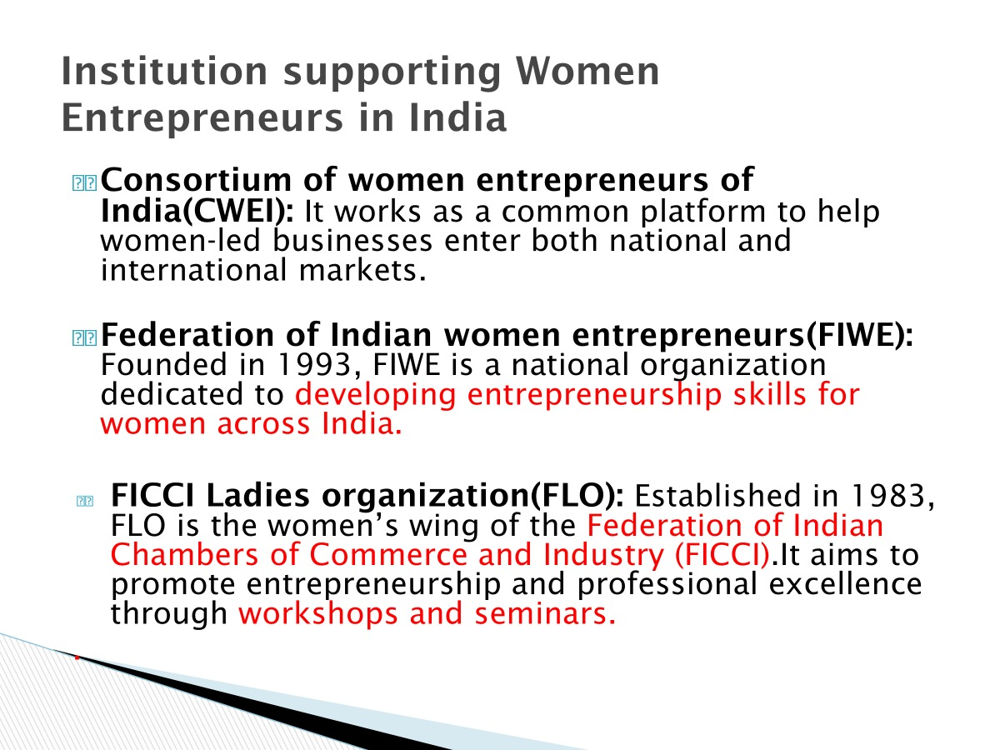 Institution supporting Women
Entrepreneurs in India
Consortium of women entrepreneurs of
India(CWEI): It works as a common platform to help
women-led businesses enter both national and
international markets.
Federation of Indian women entrepreneurs(FIWE):
Founded in 1993, FIWE is a national organization
dedicated to developing entrepreneurship skills for
women across India.
FICCI Ladies organization(FLO): Established in 1983,
FLO is the women’s wing of the Federation of Indian
Chambers of Commerce and Industry (FICCI).It aims to
promote entrepreneurship and professional excellence
through workshops and seminars.
.